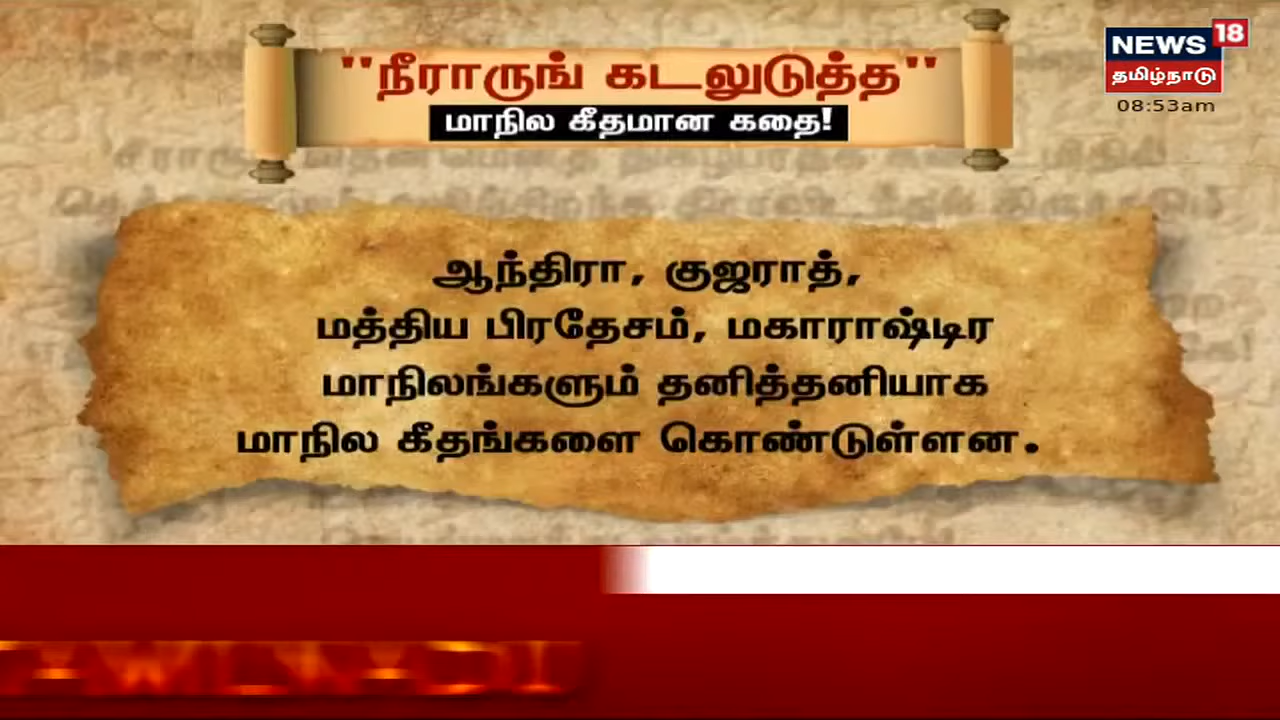 "நீராருங் கடலுடுத்த"
மாநில கீதமான கதை!
NEWS 18
தமிழ்நாடு
08:53am
ஆந்திரா, குஜராத்,
மத்திய பிரதேசம், மகாராஷ்டிர
மாநிலங்களும் தனித்தனியாக
மாநில கீதங்களை கொண்டுள்ளன.